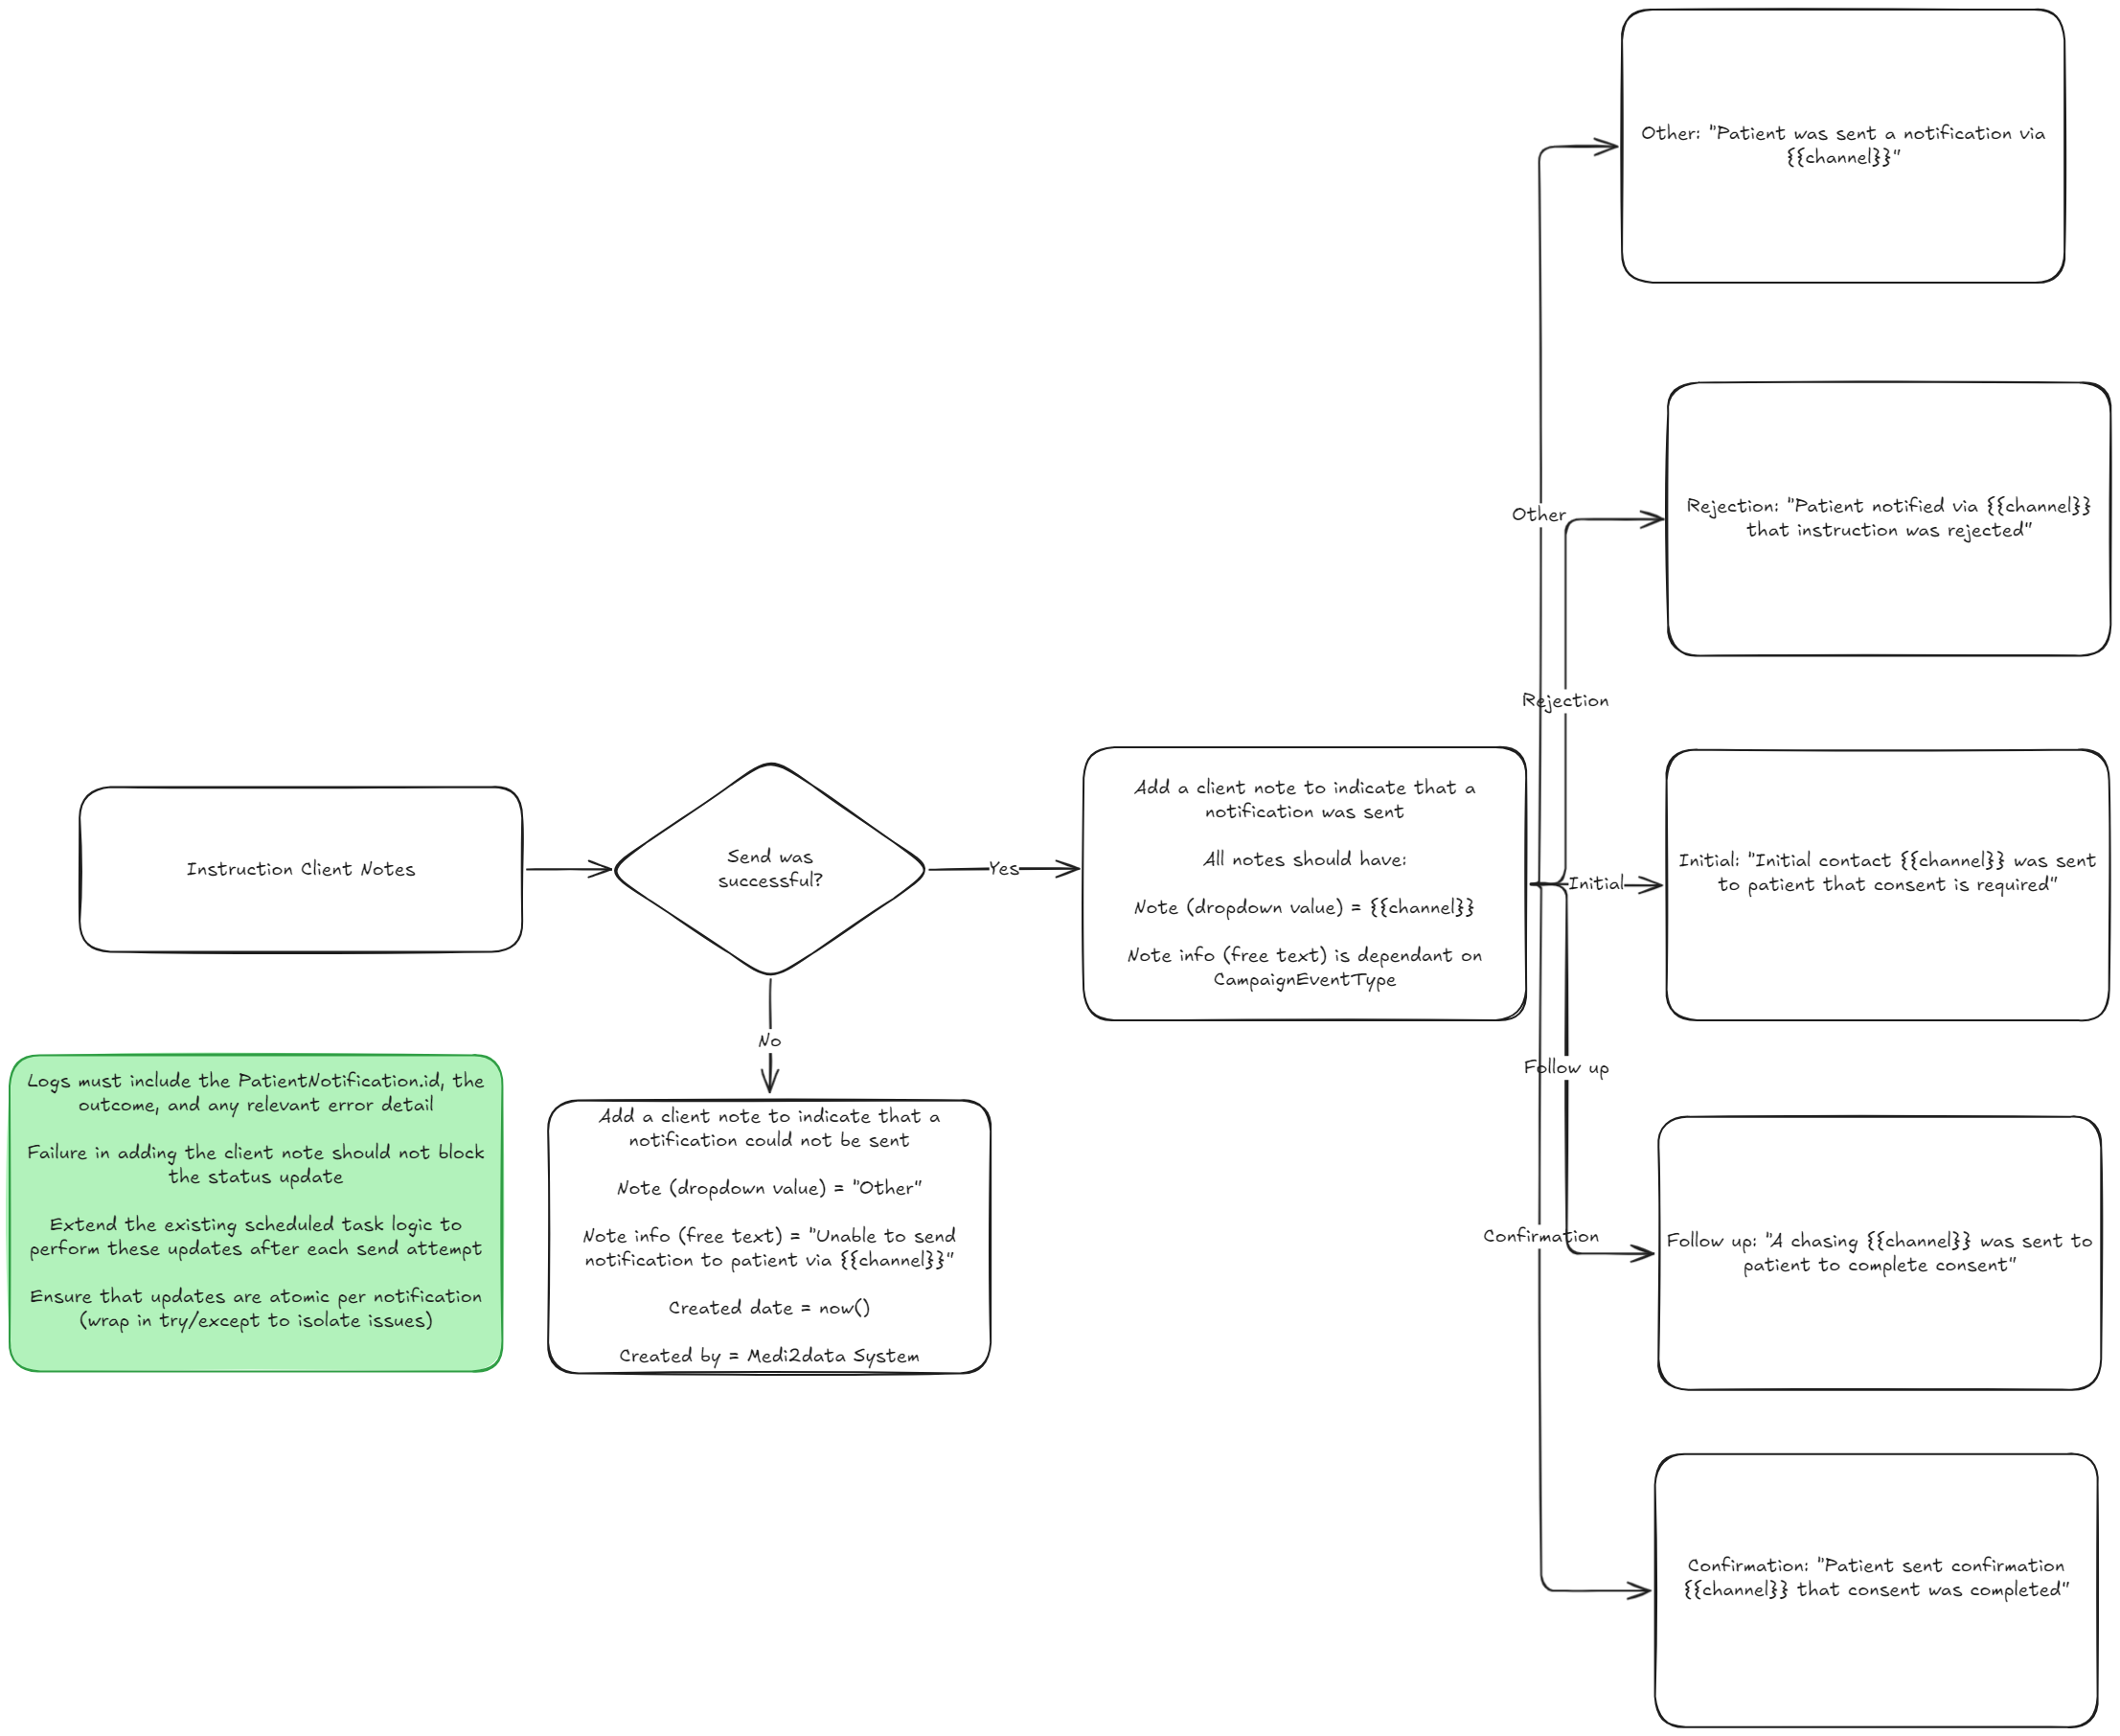 Instruction Client Notes
Send was
successful?
Yes
No
Add a client note to indicate that a
notification was sent
All notes should have:
Note (dropdown value) = {{channel}}
Note info (free text) is dependant on
CampaignEventType
Other
Rejection
Initial
Follow up
Confirmation
Other: "Patient was sent a notification via
{{channel}}"
Rejection: "Patient notified via {{channel}}
that instruction was rejected"
Initial: "Initial contact {{channel}} was sent
to patient that consent is required"
Follow up: "A chasing {{channel}} was sent to
patient to complete consent"
Confirmation: "Patient sent confirmation
{{channel}} that consent was completed"
Logs must include the PatientNotification.id, the
outcome, and any relevant error detail
Failure in adding the client note should not block
the status update
Extend the existing scheduled task logic to
perform these updates after each send attempt
Ensure that updates are atomic per notification
(wrap in try/except to isolate issues)
Add a client note to indicate that a
notification could not be sent
Note (dropdown value) = "Other"
Note info (free text) = "Unable to send
notification to patient via {{channel}}"
Created date = now()
Created by = Medi2data System